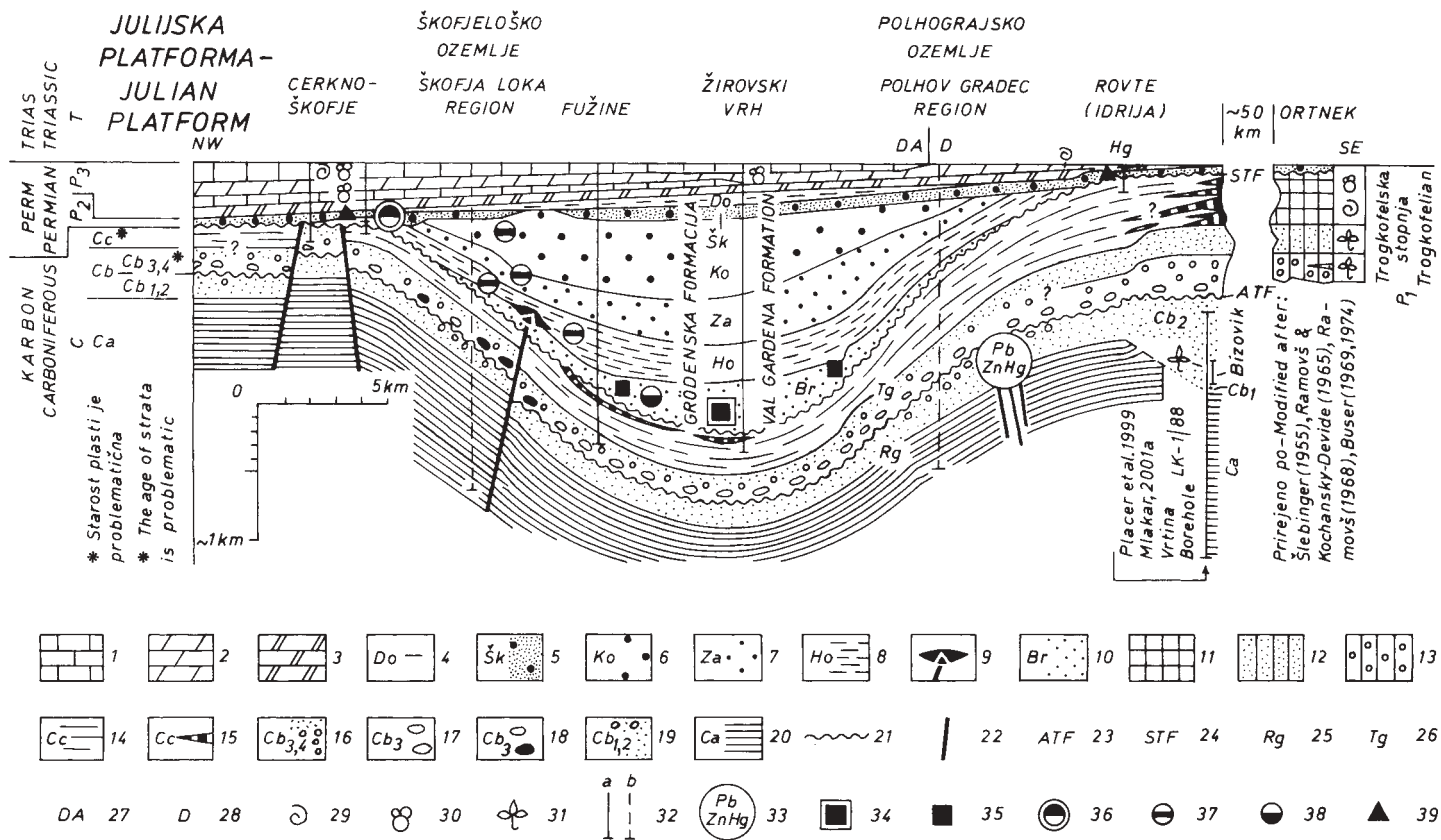 JULIJSKA
PLATFORMA-
JULIAN
PLATFORM
NW
ŠKOFJELOŠKO
OZEMLJE
ŠKOFJA LOKA
REGION
CERKNO-
ŠKOFJE
FUŽINE
ŽIROVSKI
VRH
POLHOGRAJSKO
OZEMLJE
POLHOV GRADEC
REGION
ROVTE
(IDRIJA)
~50
km
ORTNEK
SE
DA D
Hg
STF
TRIAS
TRIASSIC
T
PERM
PERMIAN
P2 P3
KARBON
CARBONIFEROUS
C
Cc*
Cb
Cb3,4*
Cb1,2
Ca
?
?
?
Do
Šk
Ko
Za
Ho
Br
GRÖDENSKA FORMACIJA
VAL GARDENA FORMATION
Tg
Rg
Pb
ZnHg
ATF
Cb2
Cb1
Bizovik
Ca
0
5km
~1km
* Starost plasti je
problematična
* The age of strata
is problematic
Placer et al.1999
Mlakar, 2001a
Vrtina LK-1/88
Borehole
Trogkofelska
stopnja
P1 Trogkofelian
Prirejeno po-Modified after:
Šlebinger(1955), Ramovš &
Kochansky-Devidé(1965), Ra-
movš(1968), Buser(1969,1974)
1
2
3
Do 4
Šk 5
Ko 6
Za 7
Ho 8
9
Br 10
11
12
13
Cc 14
Cc 15
Cb3,4 16
Cb3 17
Cb3 18
Cb1,2 19
Ca 20
21
22
ATF 23
STF 24
Rg 25
Tg 26
DA 27
D 28
29
30
31
a b 32
Pb
ZnHg 33
34
35
36
37
38
39